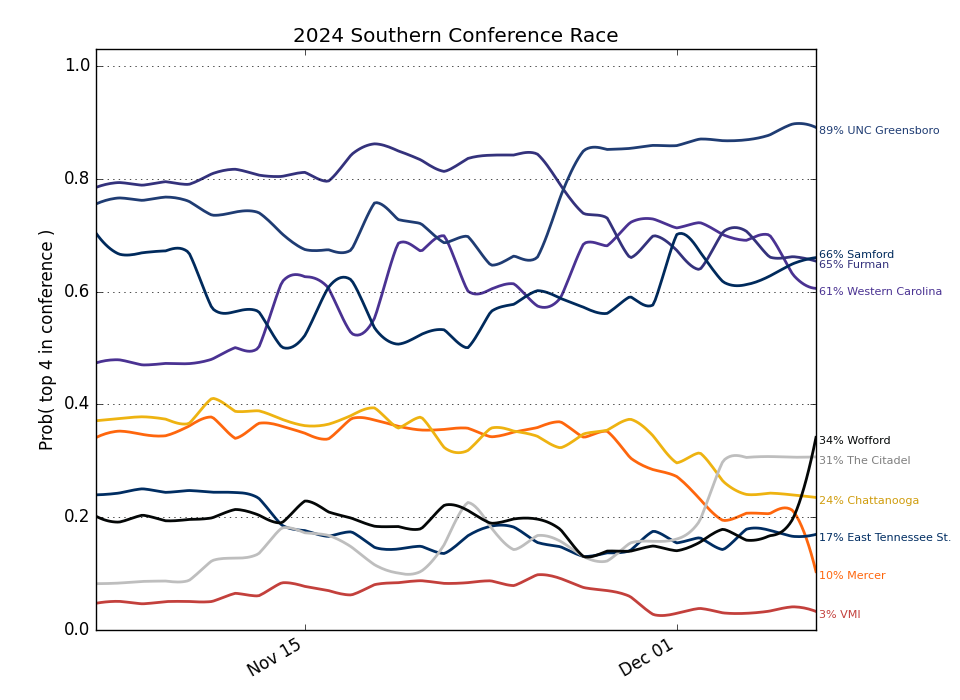 2024 Southern Conference Race
Prob( top 4 in conference )
1.0
0.8
0.6
0.4
0.2
0.0
Nov 15
Dec 01
89% UNC Greensboro
66% Samford
65% Furman
61% Western Carolina
34% Wofford
31% The Citadel
24% Chattanooga
17% East Tennessee St.
10% Mercer
3% VMI